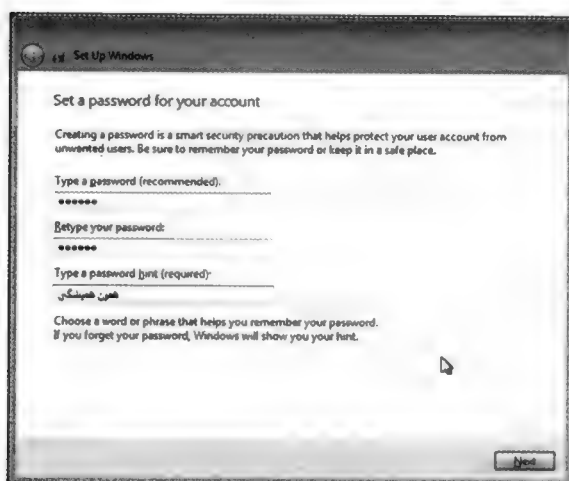 Set Up Windows
Set a password for your account
Creating a password is a smart security precaution that helps protect your user account from
unwanted users. Be sure to remember your password or keep it in a safe place.
Type a password (recommended):
••••••
Retype your password:
••••••
Type a password hint (required):
همون همیشگی
Choose a word or phrase that helps you remember your password.
If you forget your password, Windows will show you your hint.
Next